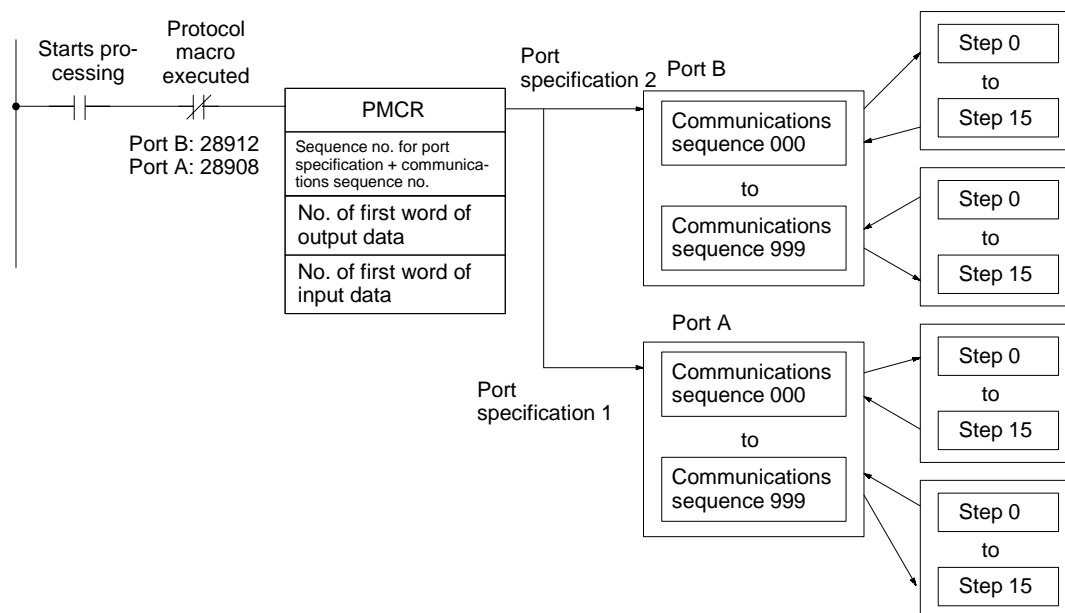 Starts pro-
cessing
Protocol
macro
executed
Port B: 28912
Port A: 28908
PMCR
Sequence no. for port
specification + communica-
tions sequence no.
No. of first word of
output data
No. of first word of
input data
Port
specification 2
Port B
Communications
sequence 000
to
Communications
sequence 999
Step 0
to
Step 15
Step 0
to
Step 15
Port
specification 1
Port A
Communications
sequence 000
to
Communications
sequence 999
Step 0
to
Step 15
Step 0
to
Step 15